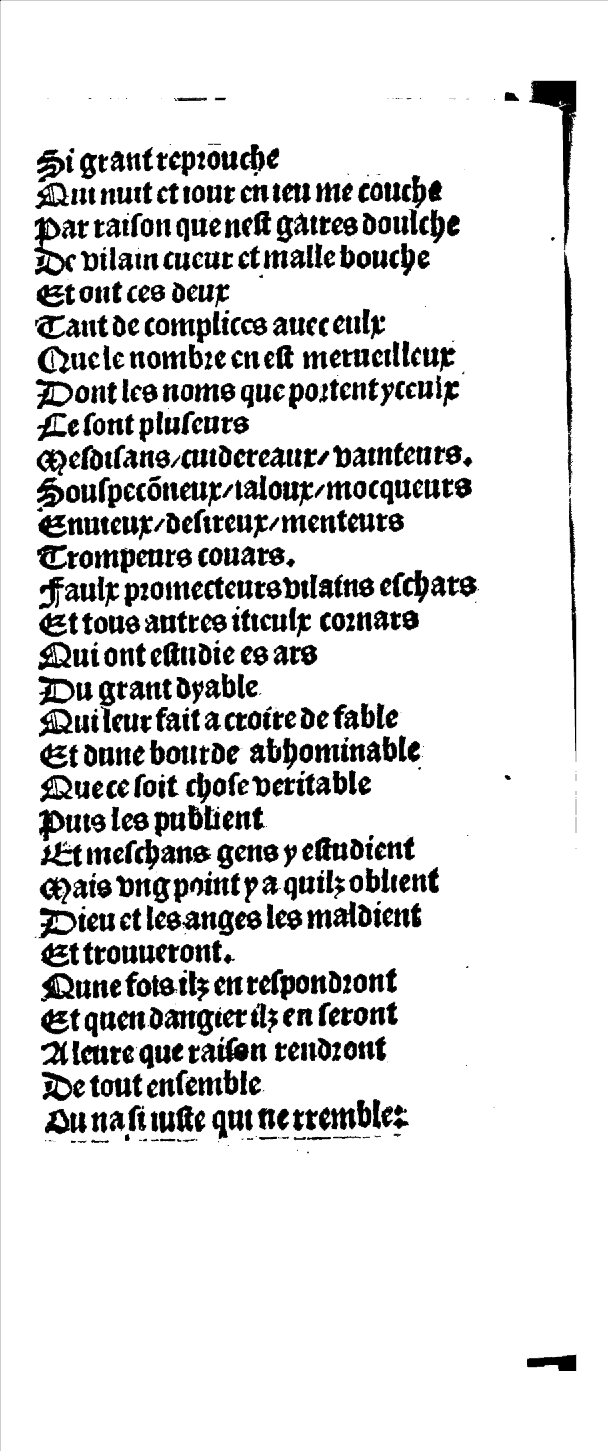 Si grant reprouche
Qui nuit et iour en ieu me couche
Par raison que nest gaires doulche
De vilain cueur et malle bouche
Et ont ces deux
Tant de complices auec eulx
Que le nombre en est merueilleux
Dont les noms que portent yceulx
Ce sont pluseurs
Mesdisans/cuidereaux/vainteurs.
Souspecõneux/ialoux/mocqueurs
Enuieux/desireux/menteurs
Trompeurs couars.
Faulx promecteurs vilains eschars
Et tous autres iticulx cornars
Qui ont estudie es ars
Du grant dyable
Qui leur fait a croire de fable
Et dune bourde abhominable
Que ce soit chose veritable
Puis les publient
Et meschans gens y estudient
Mais vng point y a quilz oblient
Dieu et les anges les maldient
Et trouueront.
Qune fois ilz en respondront
Et quen dangier ilz en seront
A leure que raison rendront
De tout ensemble
Ou na si iuste qui ne rremble: